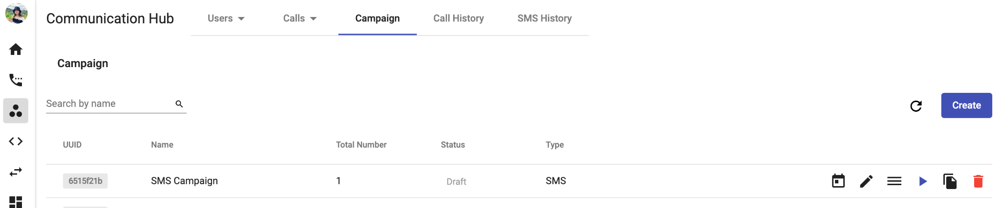 Communication Hub Users Calls Campaign Call History SMS History
Campaign
Search by name
Create
UUID Name Total Number Status Type
6515f21b SMS Campaign 1 Draft SMS